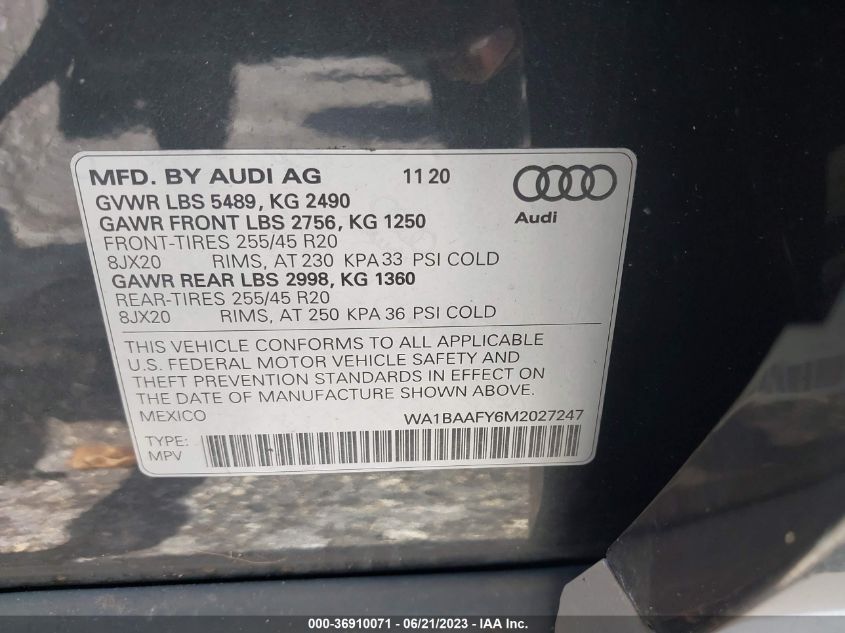 MFD. BY AUDI AG 11 20
GVWR LBS 5489, KG 2490
GAWR FRONT LBS 2756, KG 1250
Audi
FRONT-TIRES 255/45 R20
8JX20 RIMS, AT 230 KPA 33 PSI COLD
GAWR REAR LBS 2998, KG 1360
REAR-TIRES 255/45 R20
8JX20 RIMS, AT 250 KPA 36 PSI COLD
THIS VEHICLE CONFORMS TO ALL APPLICABLE
U.S. FEDERAL MOTOR VEHICLE SAFETY AND
THEFT PREVENTION STANDARDS IN EFFECT ON
THE DATE OF MANUFACTURE SHOWN ABOVE.
MEXICO WA1BAAFY6M2027247
TYPE:
MPV
000-36910071 - 06/21/2023 - IAA Inc.